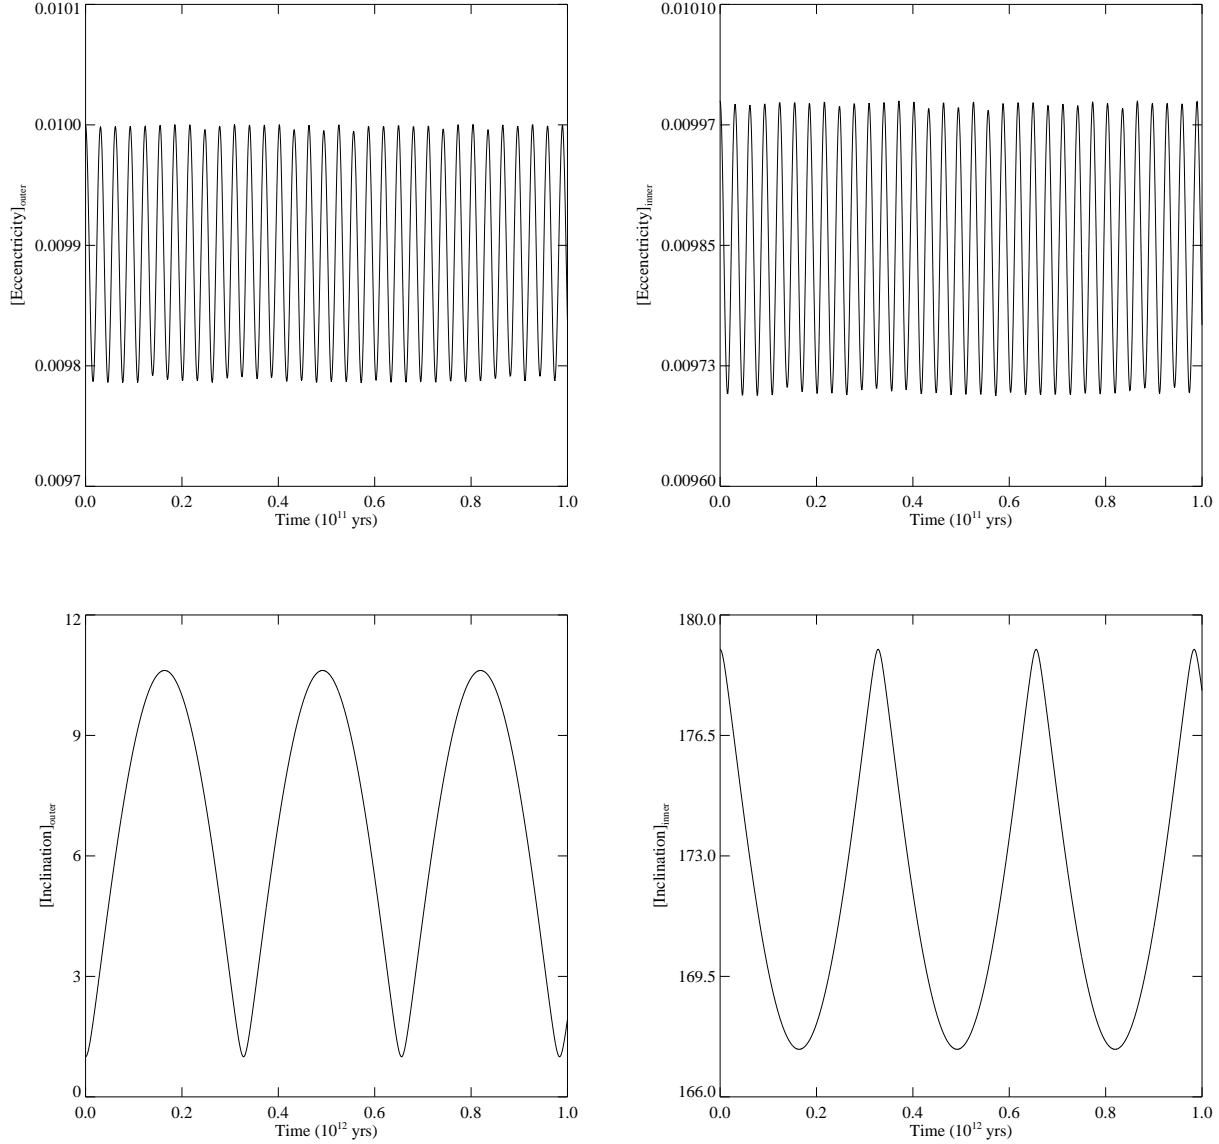 0.0101
0.0100
0.0099
0.0098
0.0097
[Eccenctricity]outer
0.0 0.2 0.4 0.6 0.8 1.0
Time (10^11 yrs)
0.01010
0.00997
0.00985
0.00973
0.00960
[Eccenctricity]inner
0.0 0.2 0.4 0.6 0.8 1.0
Time (10^11 yrs)
12
9
6
3
0
[Inclination]outer
0.0 0.2 0.4 0.6 0.8 1.0
Time (10^12 yrs)
180.0
176.5
173.0
169.5
166.0
[Inclination]inner
0.0 0.2 0.4 0.6 0.8 1.0
Time (10^12 yrs)